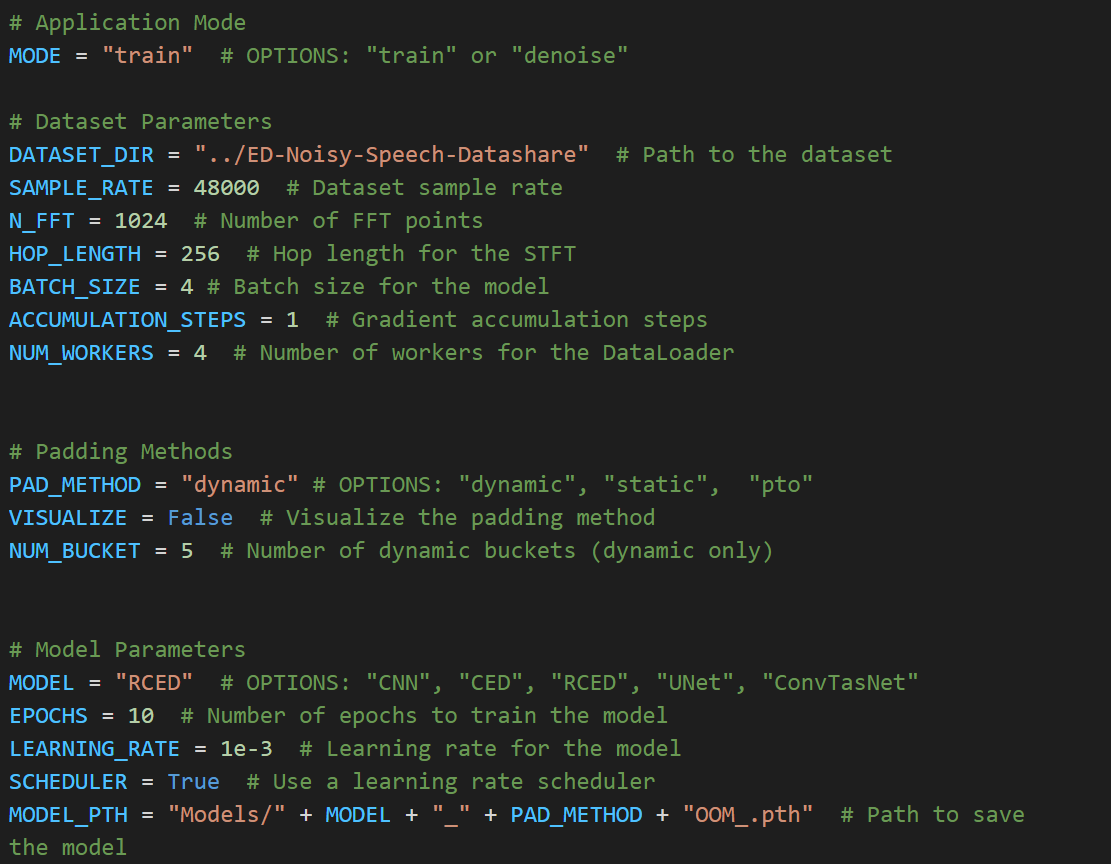 # Application Mode
MODE = "train"  # OPTIONS: "train" or "denoise"
# Dataset Parameters
DATASET_DIR = "../ED-Noisy-Speech-Datashare"  # Path to the dataset
SAMPLE_RATE = 48000  # Dataset sample rate
N_FFT = 1024  # Number of FFT points
HOP_LENGTH = 256  # Hop length for the STFT
BATCH_SIZE = 4 # Batch size for the model
ACCUMULATION_STEPS = 1  # Gradient accumulation steps
NUM_WORKERS = 4  # Number of workers for the DataLoader
# Padding Methods
PAD_METHOD = "dynamic" # OPTIONS: "dynamic", "static",  "pto"
VISUALIZE = False  # Visualize the padding method
NUM_BUCKET = 5  # Number of dynamic buckets (dynamic only)
# Model Parameters
MODEL = "RCED"  # OPTIONS: "CNN", "CED", "RCED", "UNet", "ConvTasNet"
EPOCHS = 10  # Number of epochs to train the model
LEARNING_RATE = 1e-3  # Learning rate for the model
SCHEDULER = True  # Use a learning rate scheduler
MODEL_PTH = "Models/" + MODEL + "_" + PAD_METHOD + "OOM_.pth"  # Path to save
the model